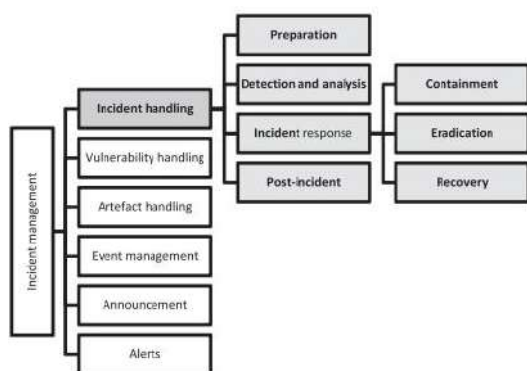 Incident management
Incident handling
Vulnerability handling
Artefact handling
Event management
Announcement
Alerts
Preparation
Detection and analysis
Incident response
Post-incident
Containment
Eradication
Recovery